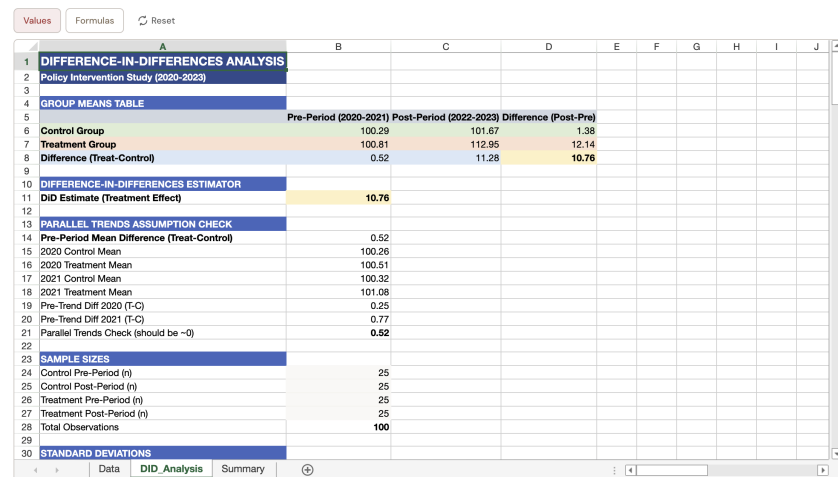 Values Formulas Reset
A B C D E F G H I J
1 DIFFERENCE-IN-DIFFERENCES ANALYSIS
2 Policy Intervention Study (2020-2023)
3
4 GROUP MEANS TABLE
5 Pre-Period (2020-2021) Post-Period (2022-2023) Difference (Post-Pre)
6 Control Group 100.29 101.67 1.38
7 Treatment Group 100.81 112.95 12.14
8 Difference (Treat-Control) 0.52 11.28 10.76
9
10 DIFFERENCE-IN-DIFFERENCES ESTIMATOR
11 DiD Estimate (Treatment Effect) 10.76
12
13 PARALLEL TRENDS ASSUMPTION CHECK
14 Pre-Period Mean Difference (Treat-Control) 0.52
15 2020 Control Mean 100.26
16 2020 Treatment Mean 100.51
17 2021 Control Mean 100.32
18 2021 Treatment Mean 101.08
19 Pre-Trend Diff 2020 (T-C) 0.25
20 Pre-Trend Diff 2021 (T-C) 0.77
21 Parallel Trends Check (should be ~0) 0.52
22
23 SAMPLE SIZES
24 Control Pre-Period (n) 25
25 Control Post-Period (n) 25
26 Treatment Pre-Period (n) 25
27 Treatment Post-Period (n) 25
28 Total Observations 100
29
30 STANDARD DEVIATIONS
Data DID_Analysis Summary